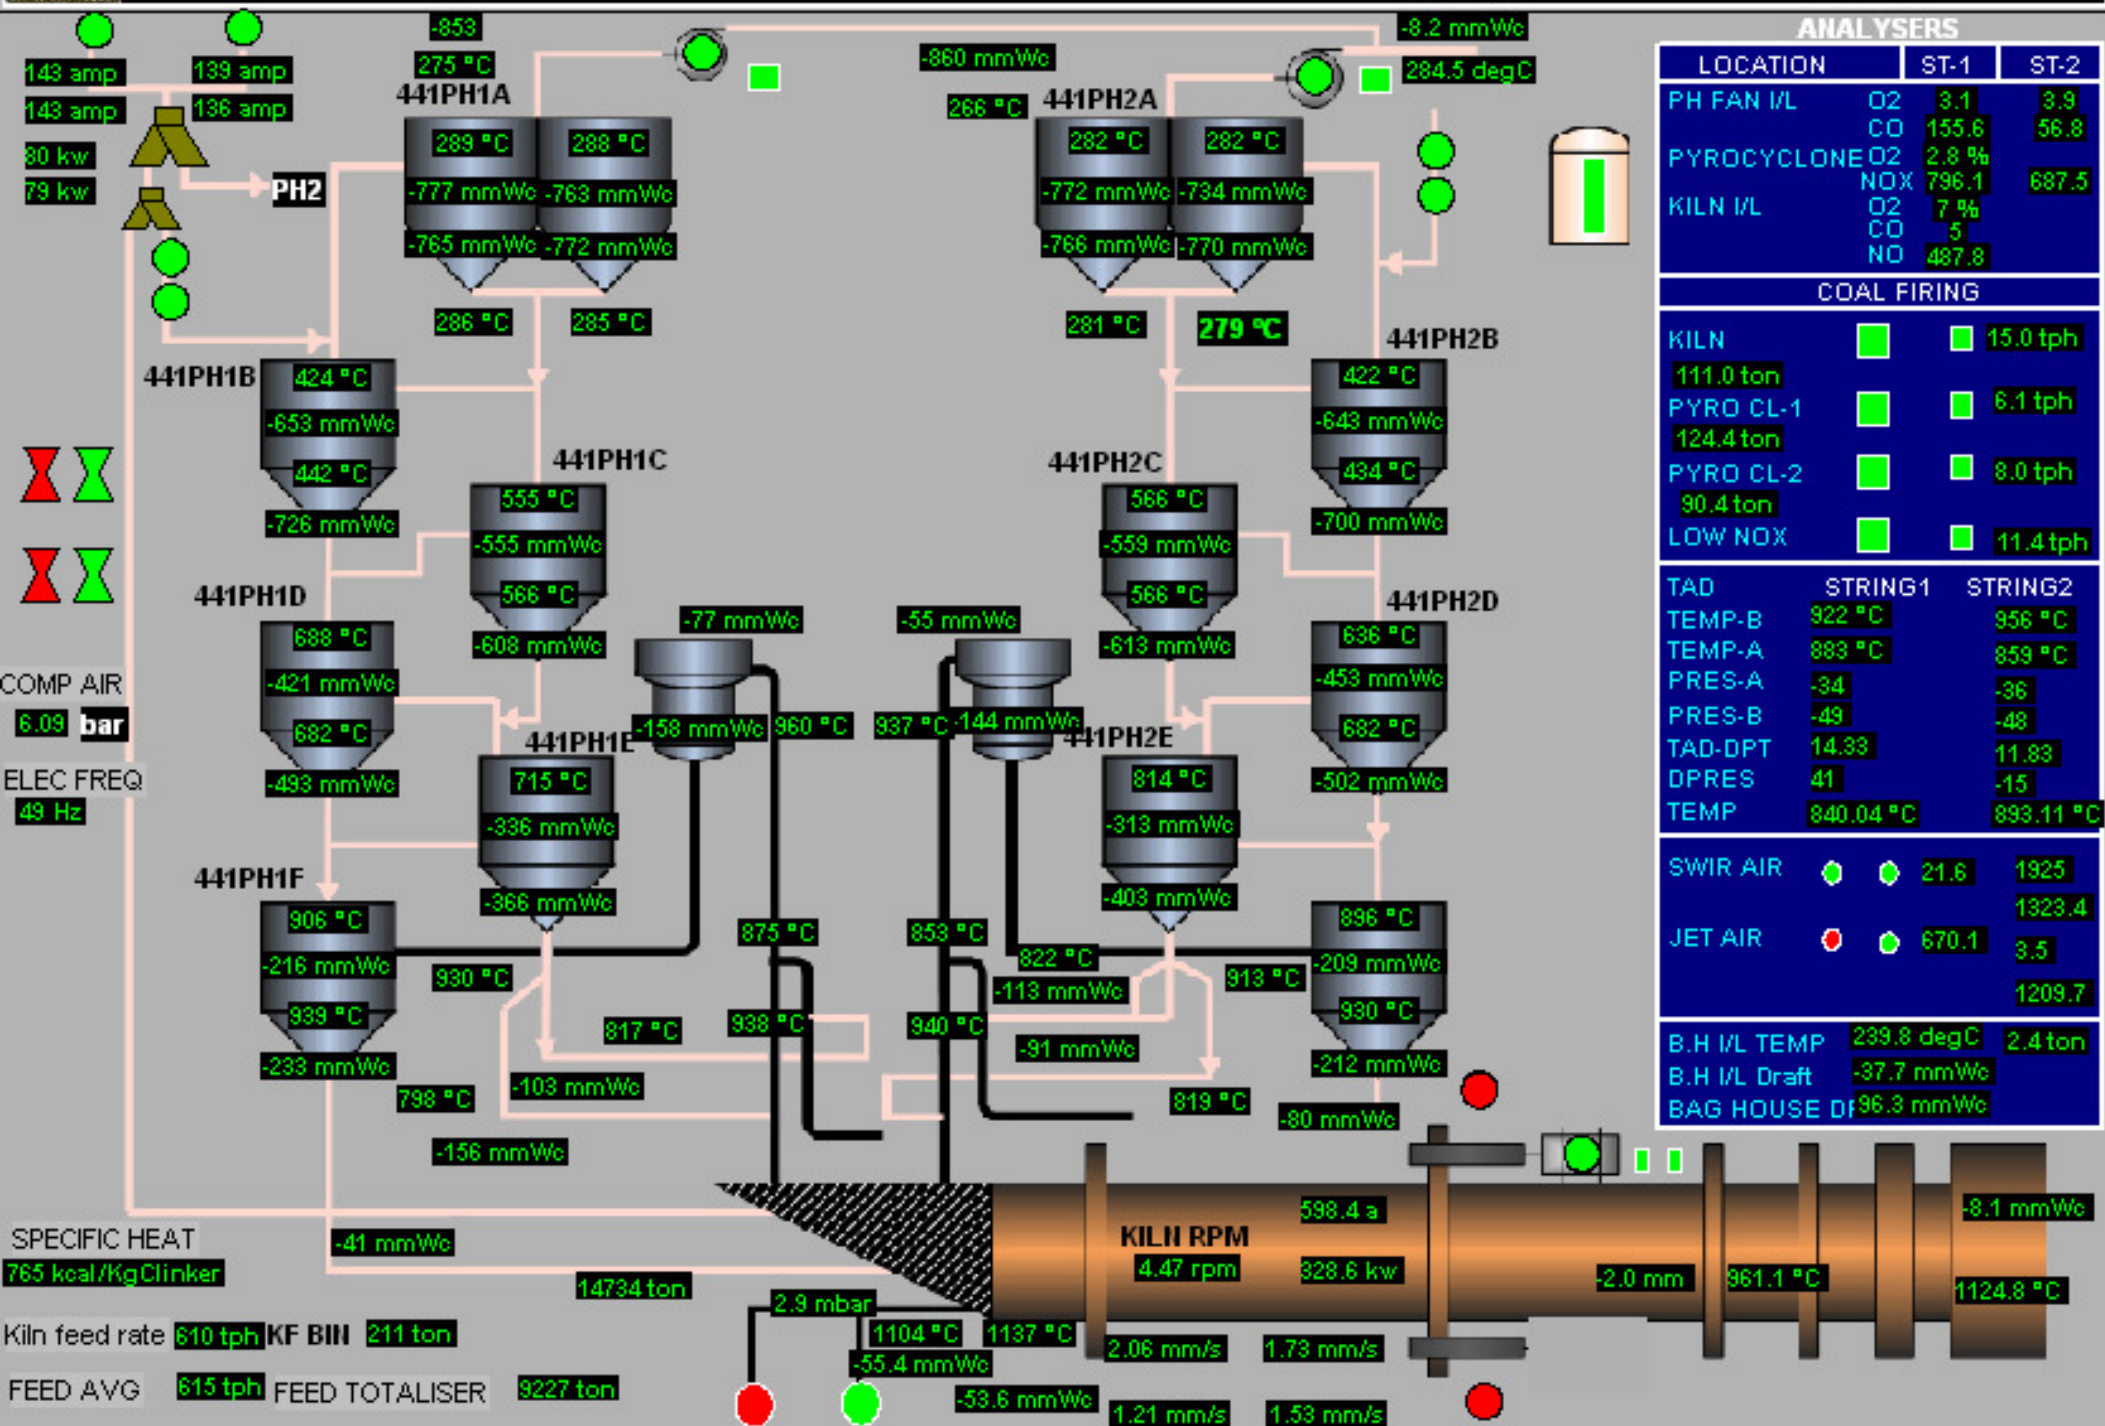 -853
-8.2 mmWc
ANALYSERS
143 amp
139 amp
275 °C
-860 mmWc
284.5 degC
LOCATION ST-1 ST-2
143 amp
136 amp
441PH1A
266 °C
441PH2A
PH FAN I/L O2 3.1 3.9
CO 155.6 56.8
80 kw
289 °C 288 °C
282 °C 282 °C
PYROCYCLONE O2 2.8 %
79 kw
PH2
-777 mmWc -763 mmWc
-772 mmWc -734 mmWc
NOX 796.1 687.5
KILN I/L O2 7 %
CO 5
-765 mmWc -772 mmWc
-766 mmWc -770 mmWc
NO 487.8
COAL FIRING
286 °C 285 °C
281 °C 279 °C
441PH2B
KILN 15.0 tph
441PH1B
424 °C
422 °C
111.0 ton
-653 mmWc
-643 mmWc
PYRO CL-1 6.1 tph
124.4 ton
442 °C
441PH1C
441PH2C
434 °C
PYRO CL-2 8.0 tph
555 °C
566 °C
90.4 ton
-726 mmWc
-700 mmWc
LOW NOX 11.4 tph
-555 mmWc
-559 mmWc
441PH1D
566 °C
566 °C
441PH2D
TAD STRING1 STRING2
-77 mmWc
-55 mmWc
TEMP-B 922 °C 956 °C
688 °C
-608 mmWc
-613 mmWc
636 °C
TEMP-A 883 °C 859 °C
COMP AIR
-421 mmWc
-453 mmWc
PRES-A -34 -36
6.09 bar
682 °C
-158 mmWc
960 °C
937 °C
-144 mmWc
682 °C
PRES-B -49 -48
441PH1E
441PH2E
TAD-DPT 14.33 11.83
ELEC FREQ
-493 mmWc
715 °C
814 °C
-502 mmWc
DPRES 41 -15
49 Hz
TEMP 840.04 °C 893.11 °C
-336 mmWc
-313 mmWc
441PH1F
SWIR AIR 21.6 1925
-366 mmWc
-403 mmWc
1323.4
906 °C
875 °C
853 °C
896 °C
JET AIR 670.1 3.5
-216 mmWc
930 °C
822 °C
913 °C
-209 mmWc
-113 mmWc
1209.7
939 °C
817 °C
938 °C
940 °C
930 °C
-91 mmWc
B.H I/L TEMP 239.8 degC 2.4 ton
-233 mmWc
-103 mmWc
-212 mmWc
B.H I/L Draft -37.7 mmWc
798 °C
819 °C
-80 mmWc
BAG HOUSE DF 96.3 mmWc
-156 mmWc
598.4 a
-8.1 mmWc
SPECIFIC HEAT
-41 mmWc
KILN RPM
765 kcal/KgClinker
4.47 rpm
328.6 kw
-2.0 mm
961.1 °C
1124.8 °C
14734 ton
2.9 mbar
Kiln feed rate 610 tph KF BIN 211 ton
1104 °C
1137 °C
2.06 mm/s
1.73 mm/s
-55.4 mmWc
FEED AVG 615 tph FEED TOTALISER 9227 ton
-53.6 mmWc
1.21 mm/s
1.53 mm/s